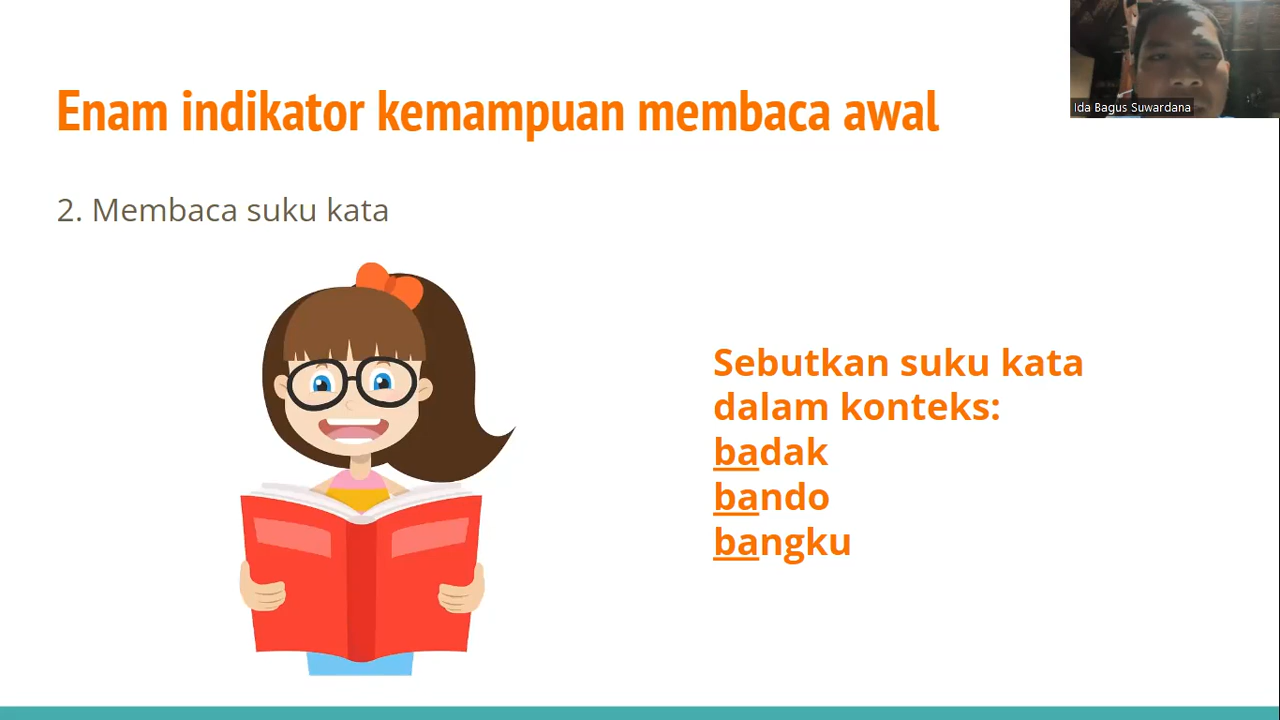 Enam indikator kemampuan membaca awal
Ida Bagus Suwardana
2. Membaca suku kata
Sebutkan suku kata
dalam konteks:
badak
bando
bangku